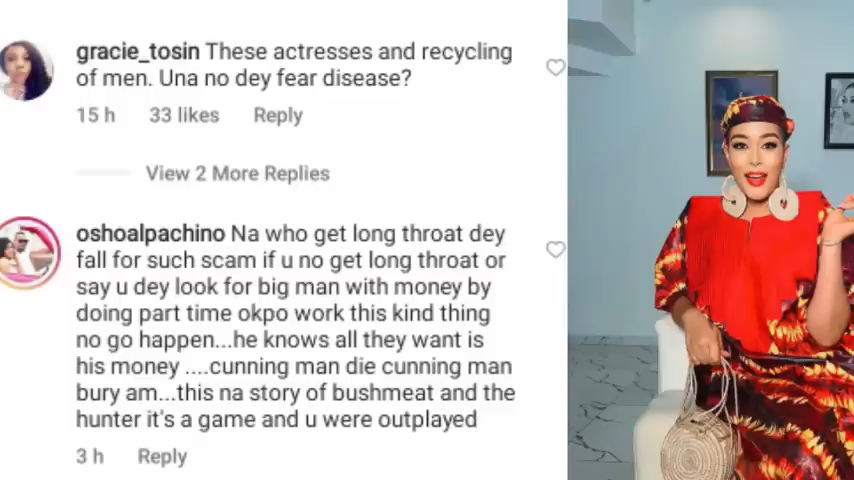 gracie_tosin These actresses and recycling
of men. Una no dey fear disease?
15 h 33 likes Reply
View 2 More Replies
oshoalpachino Na who get long throat dey
fall for such scam if u no get long throat or
say u dey look for big man with money by
doing part time okpo work this kind thing
no go happen...he knows all they want is
his money ....cunning man die cunning man
bury am...this na story of bushmeat and the
hunter it's a game and u were outplayed
3 h Reply